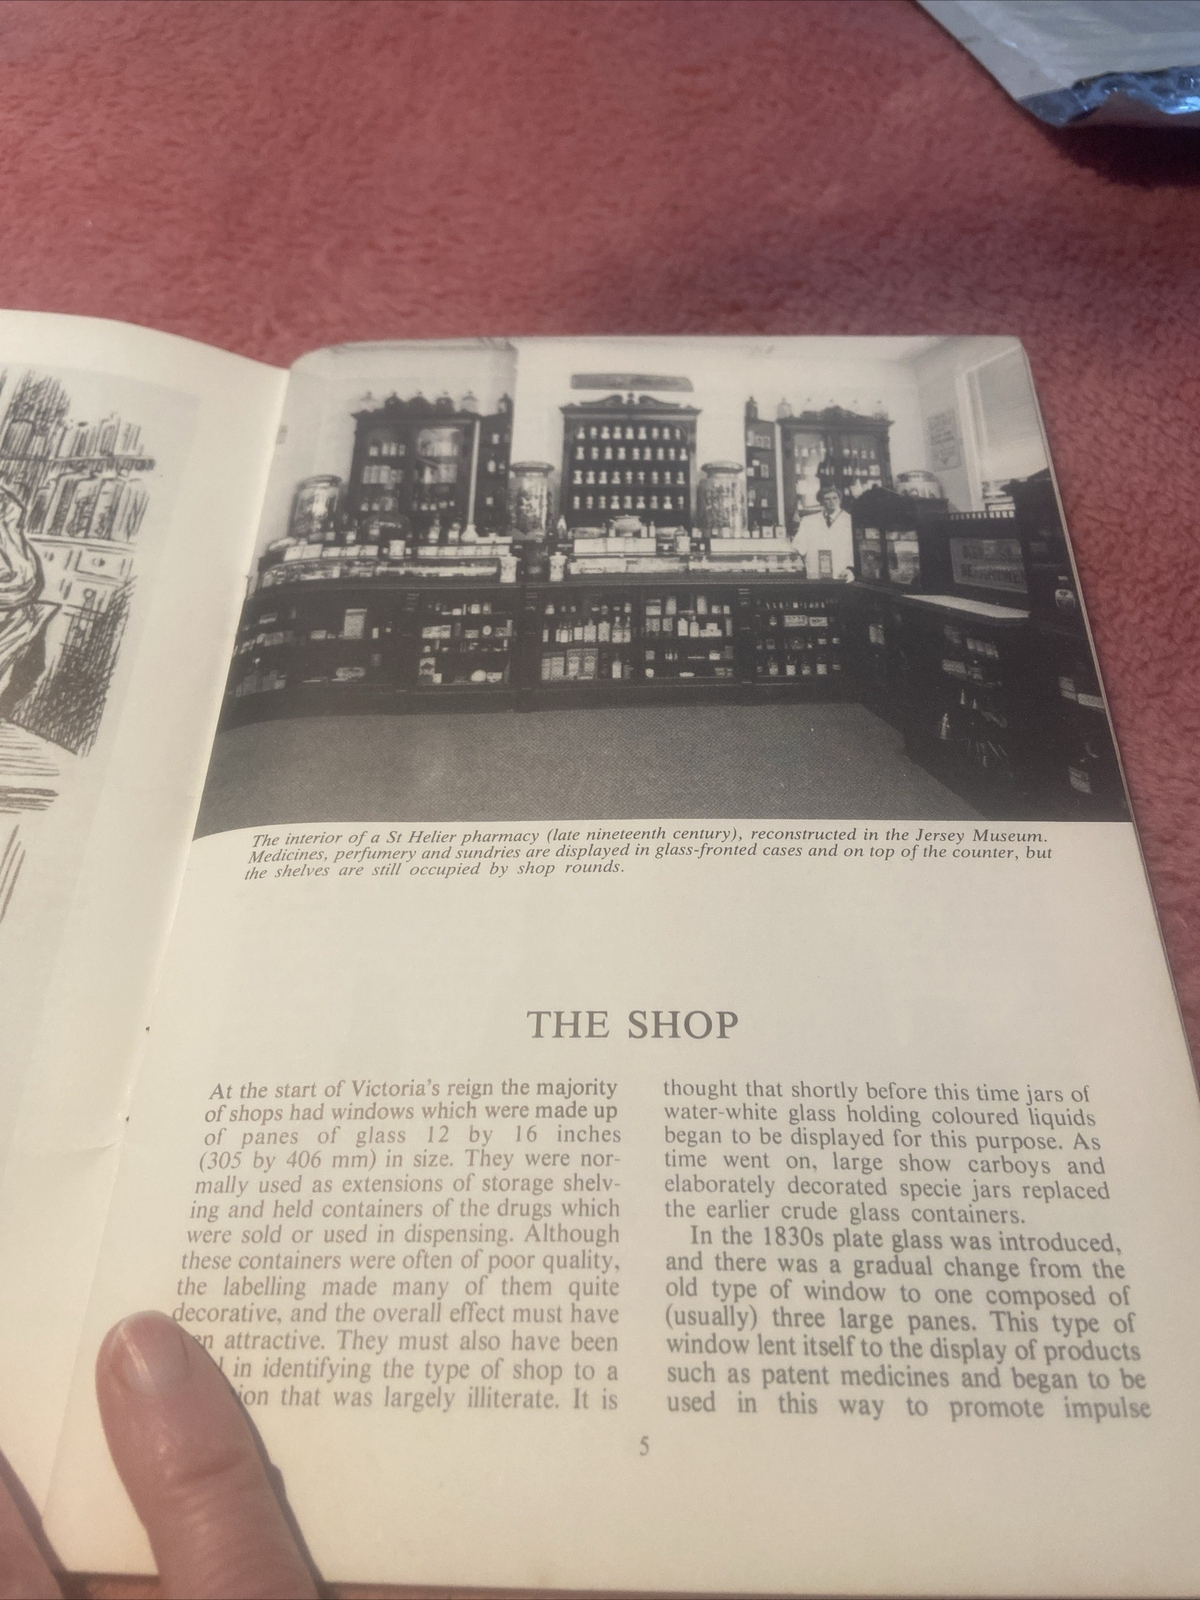 The interior of a St Helier pharmacy (late nineteenth century), reconstructed in the Jersey Museum.
Medicines, perfumery and sundries are displayed in glass-fronted cases and on top of the counter, but
the shelves are still occupied by shop rounds.
THE SHOP
At the start of Victoria's reign the majority
of shops had windows which were made up
of panes of glass 12 by 16 inches
(305 by 406 mm) in size. They were nor-
mally used as extensions of storage shelv-
ing and held containers of the drugs which
were sold or used in dispensing. Although
these containers were often of poor quality,
the labelling made many of them quite
decorative, and the overall effect must have
attractive. They must also have been
in identifying the type of shop to a
that was largely illiterate. It is
thought that shortly before this time jars of
water-white glass holding coloured liquids
began to be displayed for this purpose. As
time went on, large show carboys and
elaborately decorated specie jars replaced
the earlier crude glass containers.
In the 1830s plate glass was introduced,
and there was a gradual change from the
old type of window to one composed of
(usually) three large panes. This type of
window lent itself to the display of products
such as patent medicines and began to be
used in this way to promote impulse
5